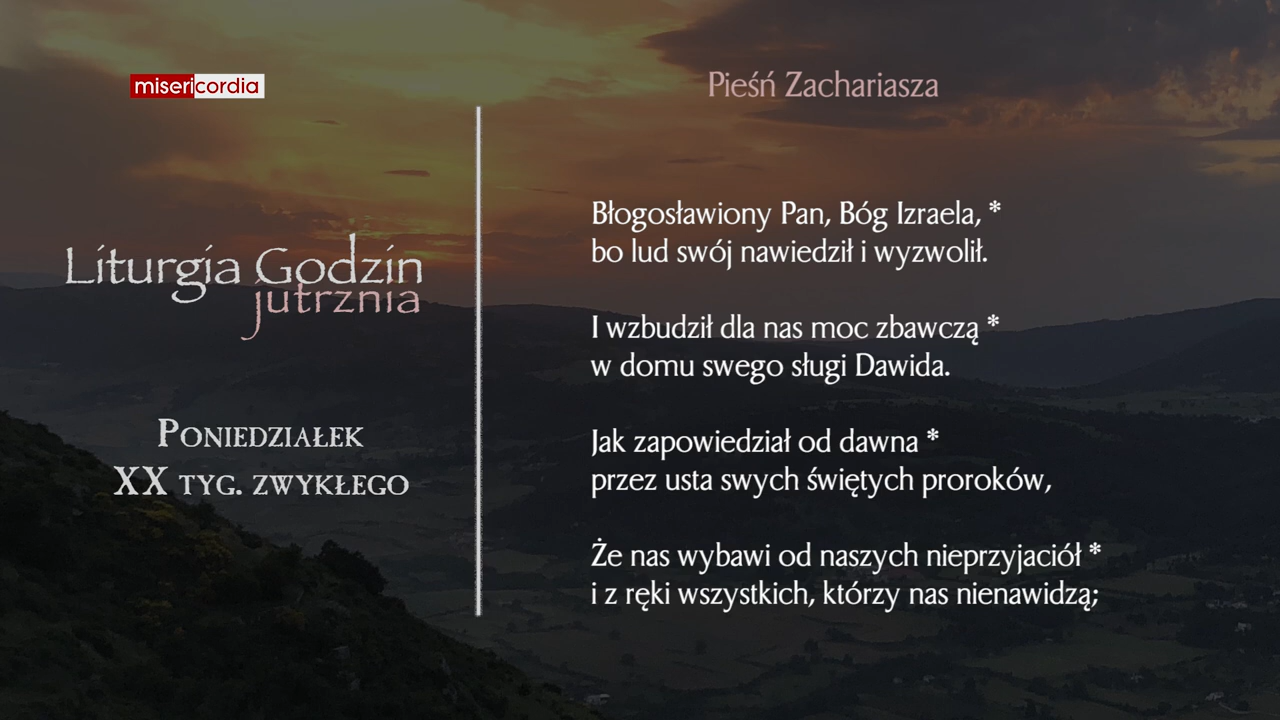 misericordia
Liturgia Godzin
jutrznia
Poniedziałek
XX tyg. zwykłego
Pieśń Zachariasza
Błogosławiony Pan, Bóg Izraela, *
bo lud swój nawiedził i wyzwolił.
I wzbudził dla nas moc zbawczą *
w domu swego sługi Dawida.
Jak zapowiedział od dawna *
przez usta swych świętych proroków,
Że nas wybawi od naszych nieprzyjaciół *
i z ręki wszystkich, którzy nas nienawidzą;